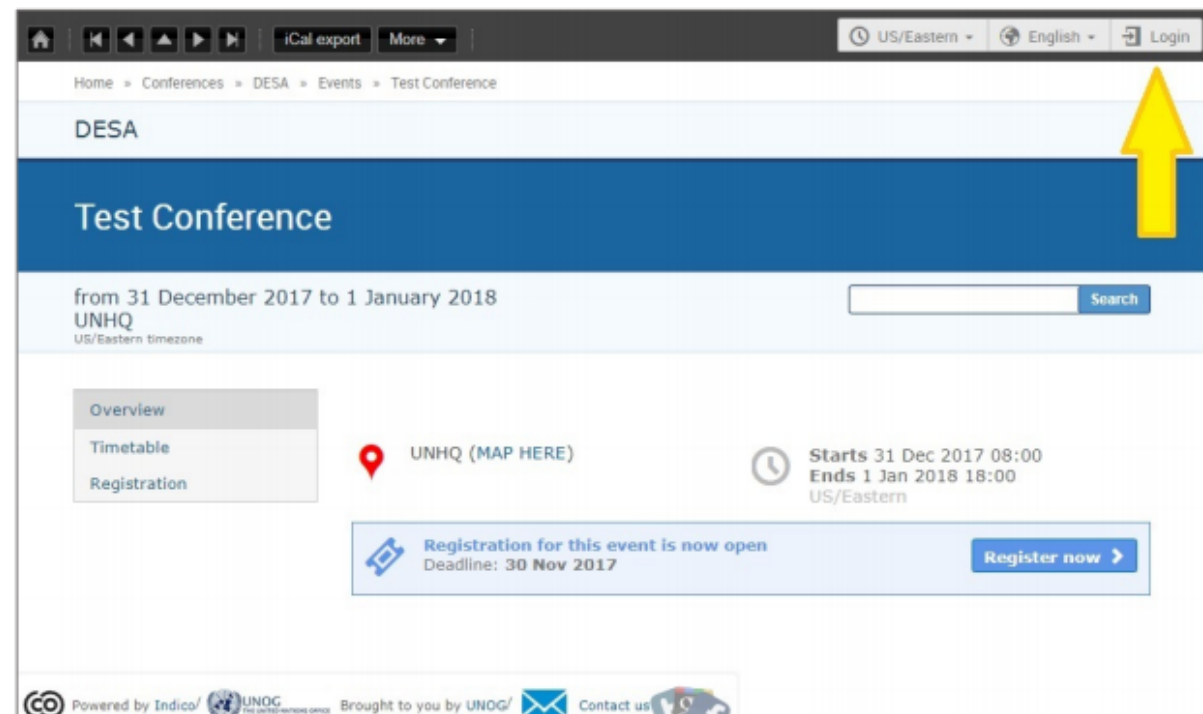 iCal export More US/Eastern English Login
Home » Conferences » DESA » Events » Test Conference
DESA
Test Conference
from 31 December 2017 to 1 January 2018
UNHQ
US/Eastern timezone
Search
Overview
Timetable
Registration
UNHQ (MAP HERE)
Starts 31 Dec 2017 08:00
Ends 1 Jan 2018 18:00
US/Eastern
Registration for this event is now open
Deadline: 30 Nov 2017
Register now
Powered by Indico/ UNOG Brought to you by UNOG/ Contact us